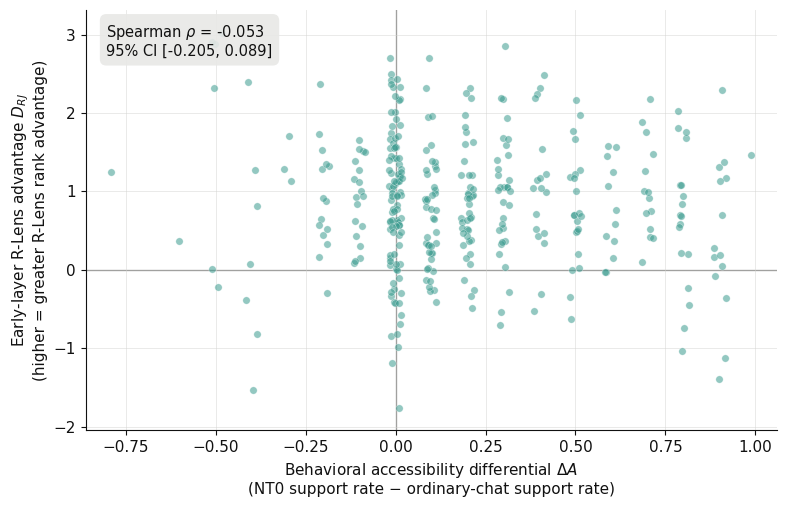 Spearman ρ = -0.053
95% CI [-0.205, 0.089]
Early-layer R-Lens advantage D_RJ
(higher = greater R-Lens rank advantage)
3
2
1
0
−1
−2
−0.75
−0.50
−0.25
0.00
0.25
0.50
0.75
1.00
Behavioral accessibility differential ΔA
(NT0 support rate − ordinary-chat support rate)